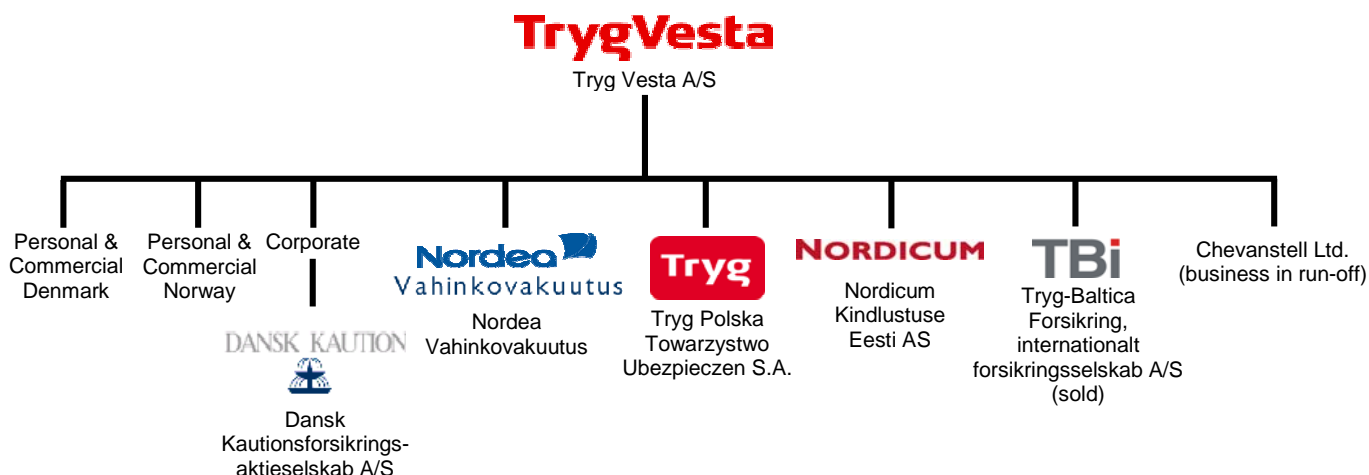 TrygVesta
Tryg Vesta A/S
Personal &
Commercial
Denmark
Personal &
Commercial
Norway
Corporate
DANSK KAUTION
Dansk
Kautionsforsikrings-
aktieselskab A/S
Nordea
Vahinkovakuutus
Nordea
Vahinkovakuutus
Tryg
Tryg Polska
Towarzystwo
Ubezpieczen S.A.
NORDICUM
Nordicum
Kindlustuse
Eesti AS
TBi
Tryg-Baltica
Forsikring,
internationalt
forsikringsselskab A/S
(sold)
Chevanstell Ltd.
(business in run-off)